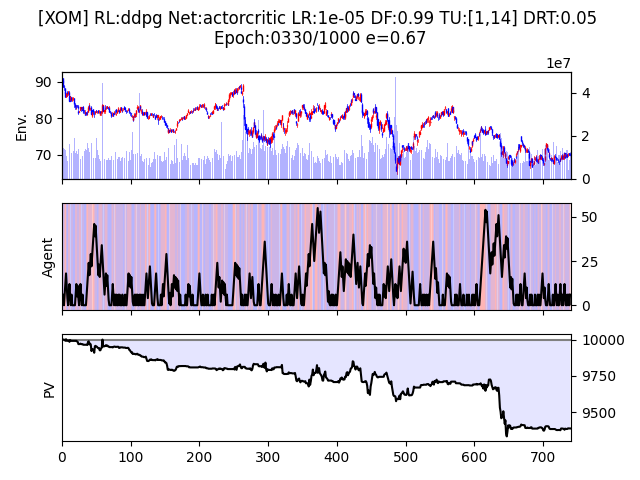 [XOM] RL:ddpg Net:actorcritic LR:1e-05 DF:0.99 TU:[1,14] DRT:0.05
Epoch:0330/1000 e=0.67
1e7
Env.
90
80
70
4
2
0
Agent
50
25
0
PV
10000
9750
9500
0 100 200 300 400 500 600 700